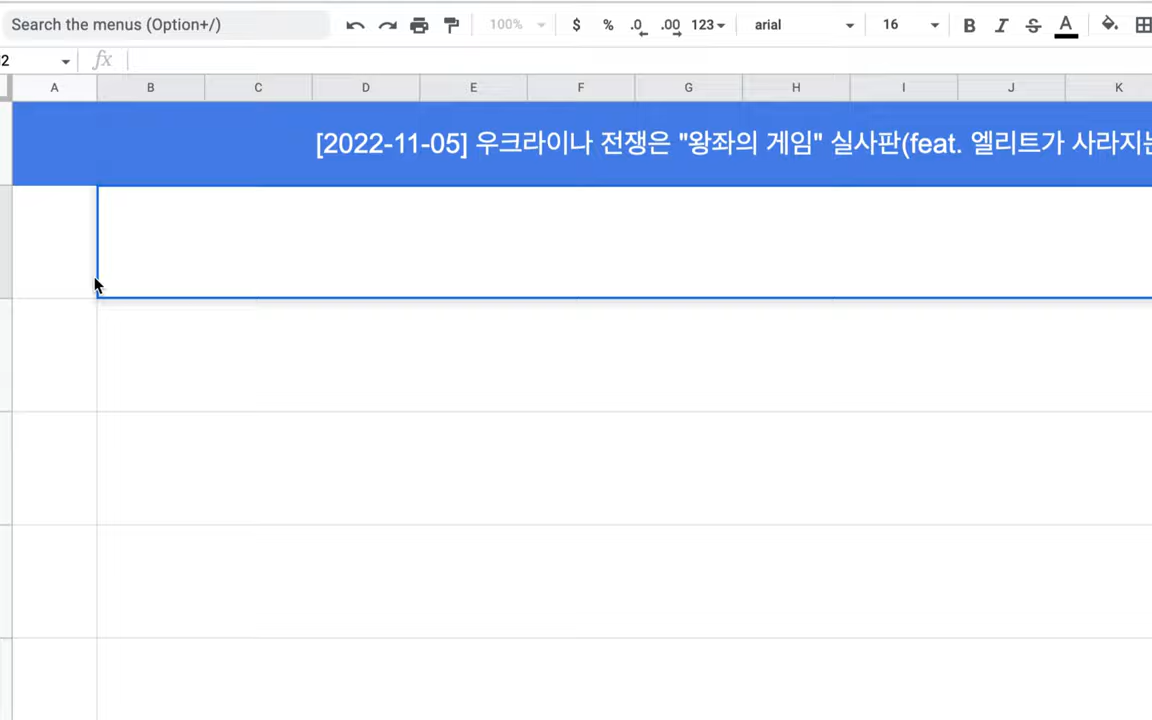 Search the menus (Option+/)
100% $ % .0 .00 123 arial 16 B I S A
2 fx
A B C D E F G H I J K
[2022-11-05] 우크라이나 전쟁은 "왕좌의 게임" 실사판(feat. 엘리트가 사라지는